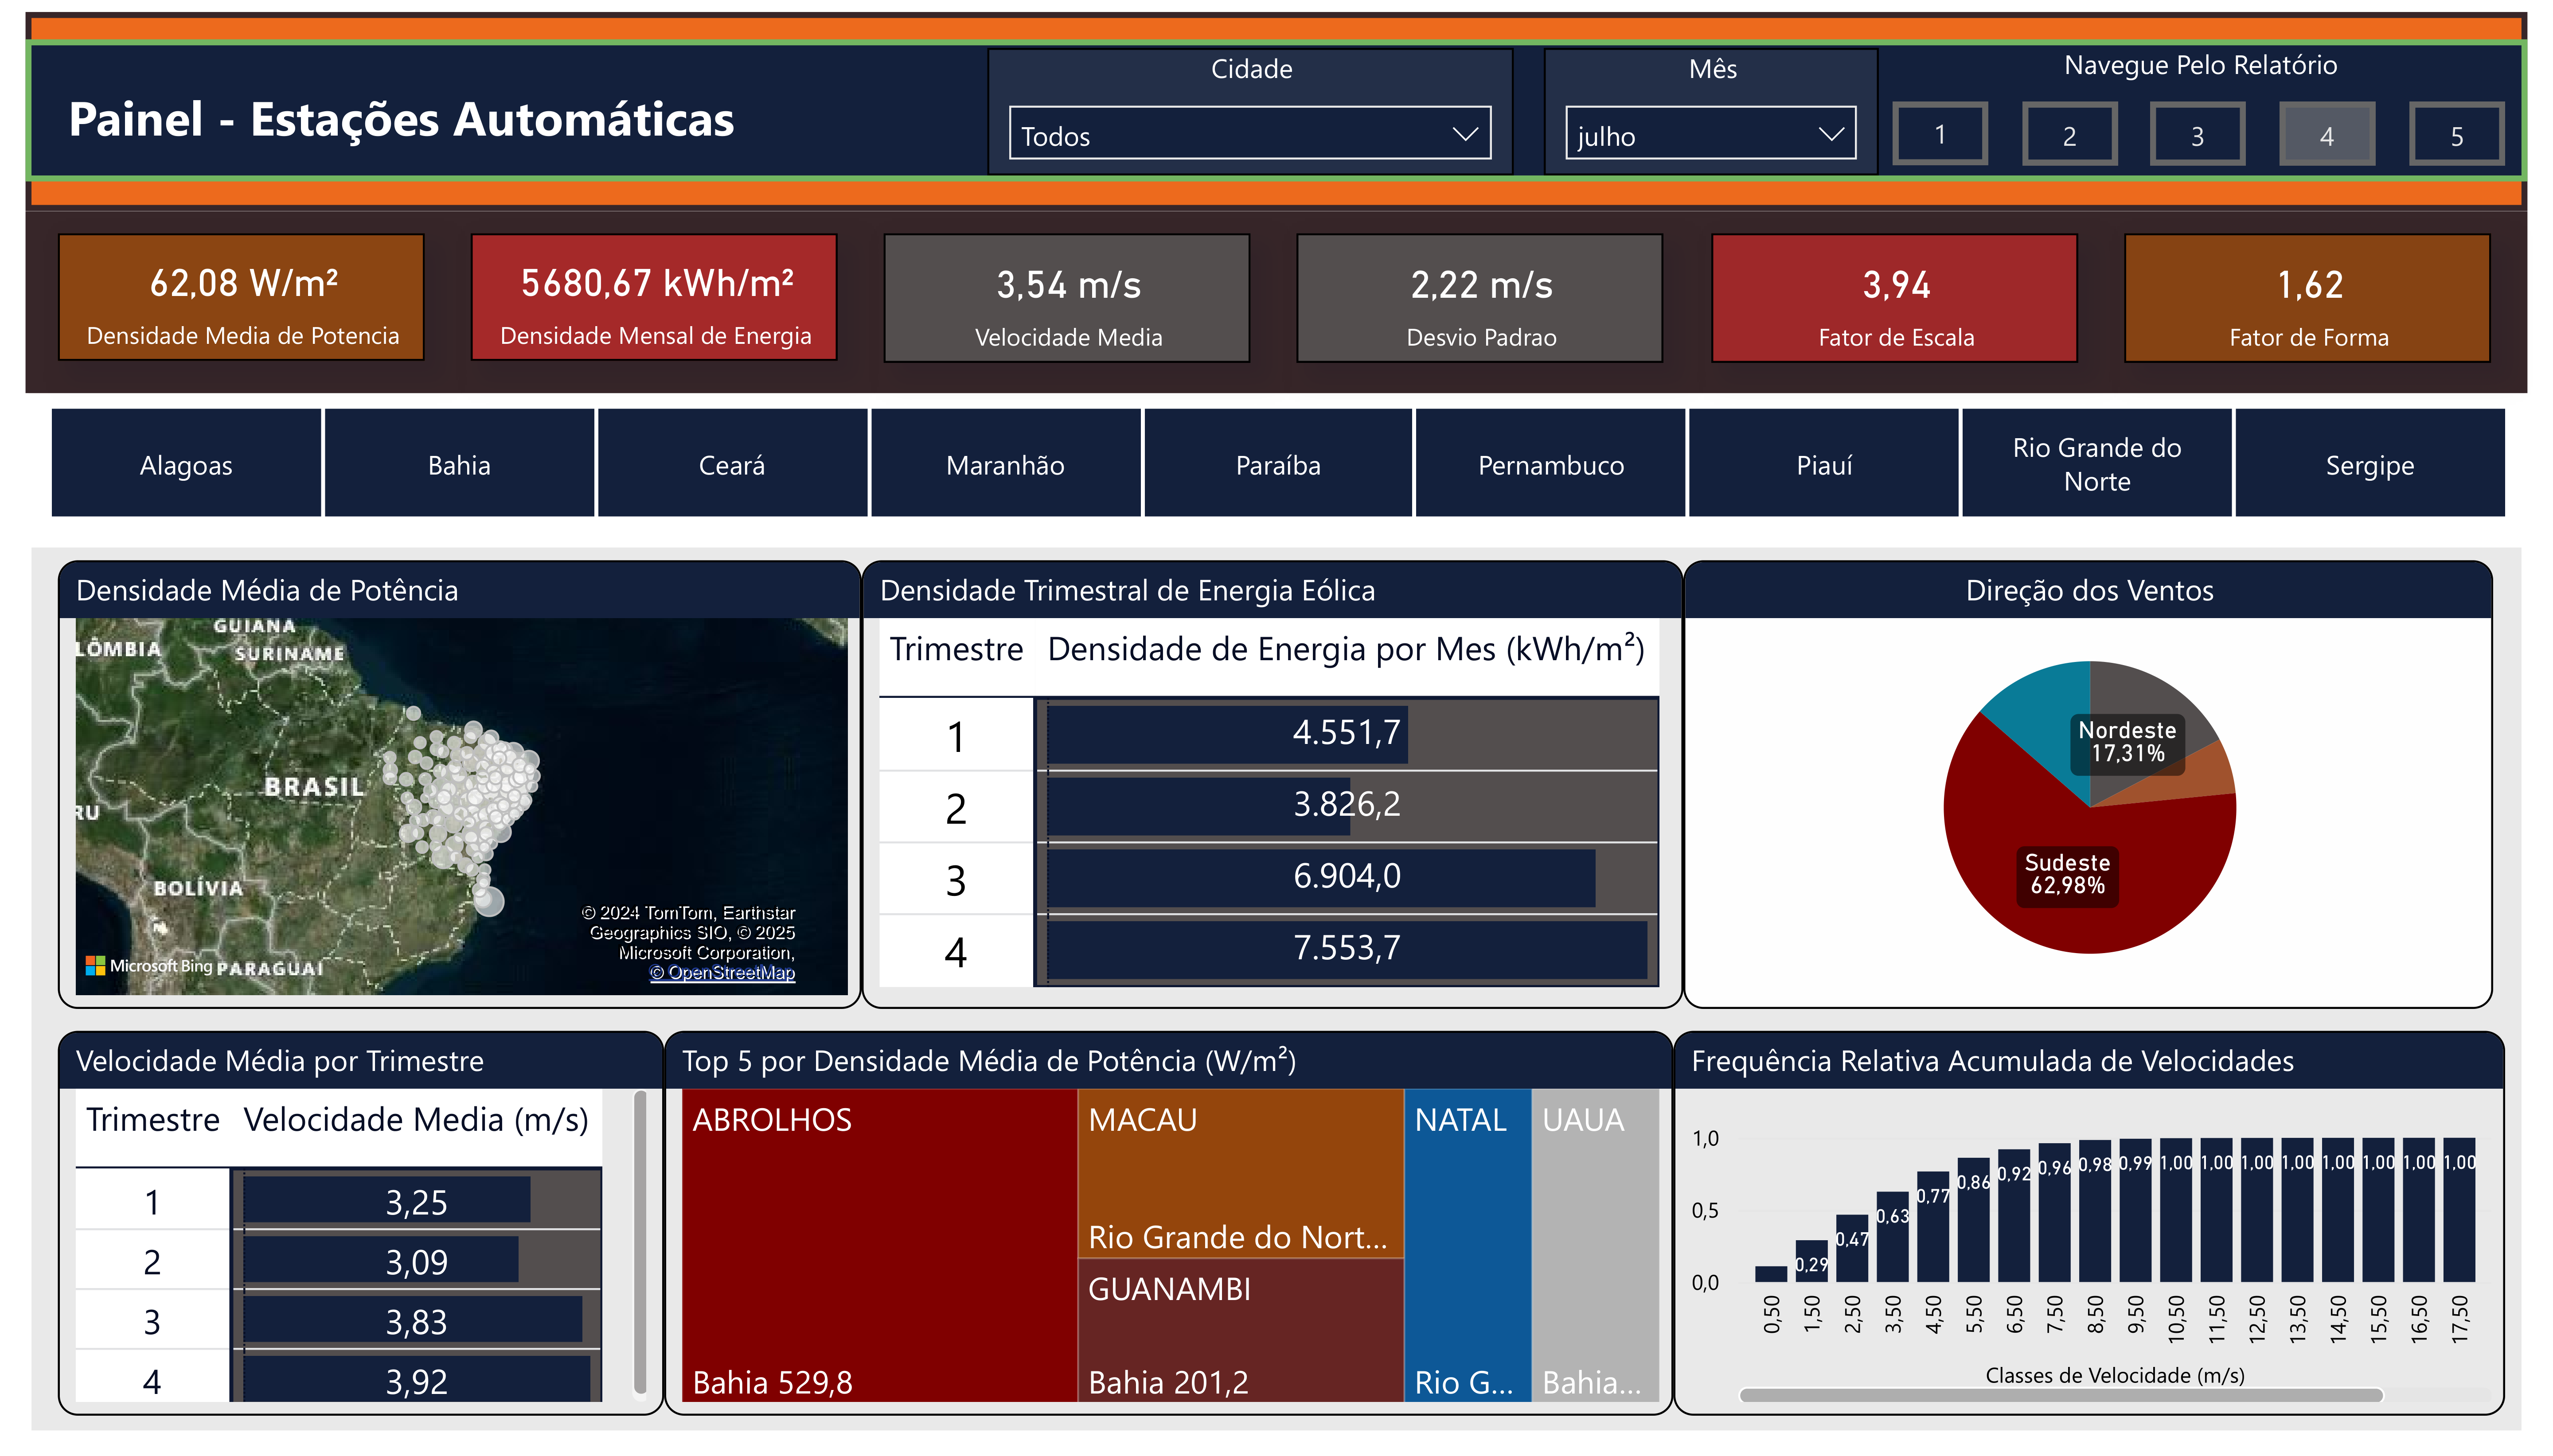 Painel - Estações Automáticas
Cidade
Todos
Mês
julho
Navegue Pelo Relatório
1
2
3
4
5
62,08 W/m²
Densidade Media de Potencia
5680,67 kWh/m²
Densidade Mensal de Energia
3,54 m/s
Velocidade Media
2,22 m/s
Desvio Padrao
3,94
Fator de Escala
1,62
Fator de Forma
Alagoas
Bahia
Ceará
Maranhão
Paraíba
Pernambuco
Piauí
Rio Grande do
Norte
Sergipe
Densidade Média de Potência
GUIANA
LÔMBIA
SURINAME
BRASIL
RU
BOLÍVIA
PARAGUAI
Microsoft Bing
© 2024 TomTom, Earthstar
Geographics SIO, © 2025
Microsoft Corporation,
© OpenStreetMap
Densidade Trimestral de Energia Eólica
Trimestre Densidade de Energia por Mes (kWh/m²)
1 4.551,7
2 3.826,2
3 6.904,0
4 7.553,7
Direção dos Ventos
Nordeste
17,31%
Sudeste
62,98%
Velocidade Média por Trimestre
Trimestre Velocidade Media (m/s)
1 3,25
2 3,09
3 3,83
4 3,92
Top 5 por Densidade Média de Potência (W/m²)
ABROLHOS
Bahia 529,8
MACAU
Rio Grande do Nort...
GUANAMBI
Bahia 201,2
NATAL
Rio G...
UAUA
Bahia...
Frequência Relativa Acumulada de Velocidades
1,0
0,5
0,0
0,29 0,47 0,63 0,77 0,86 0,92 0,96 0,98 0,99 1,00 1,00 1,00 1,00 1,00 1,00 1,00 1,00
0,50 1,50 2,50 3,50 4,50 5,50 6,50 7,50 8,50 9,50 10,50 11,50 12,50 13,50 14,50 15,50 16,50 17,50
Classes de Velocidade (m/s)